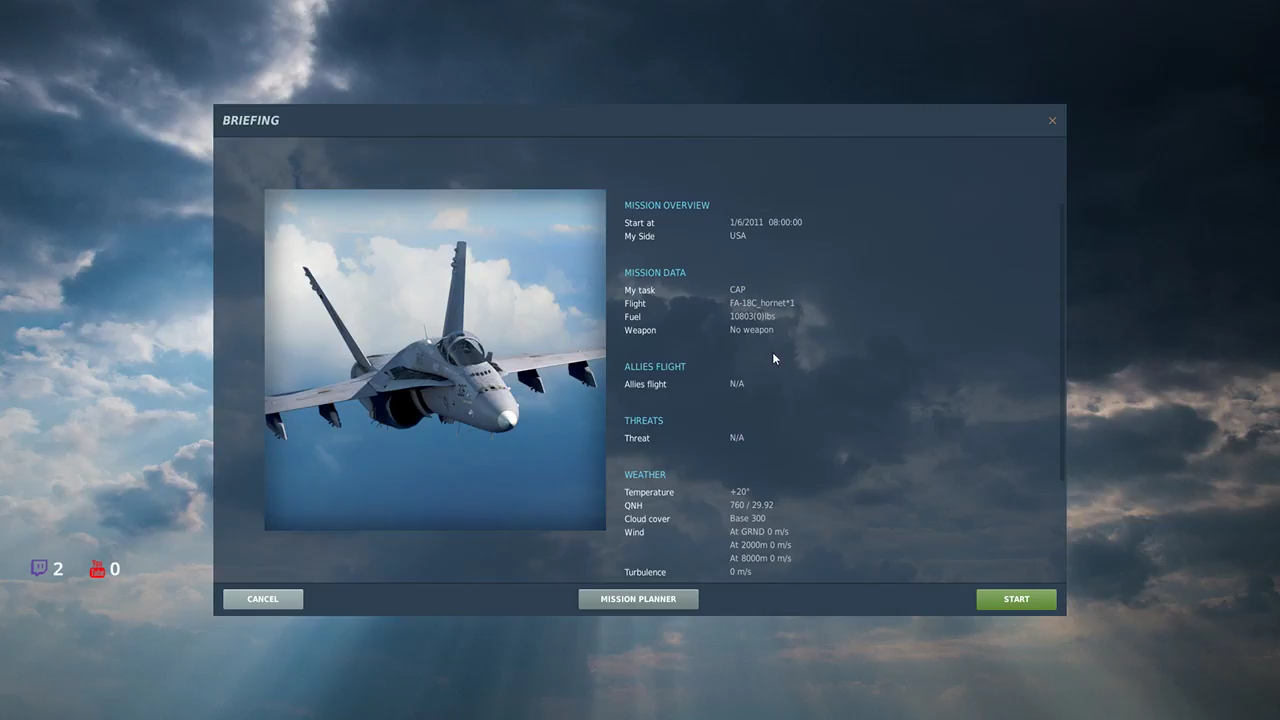 BRIEFING
MISSION OVERVIEW
Start at 1/6/2011 08:00:00
My Side USA
MISSION DATA
My task CAP
Flight FA-18C_hornet*1
Fuel 10803(0)lbs
Weapon No weapon
ALLIES FLIGHT
Allies flight N/A
THREATS
Threat N/A
WEATHER
Temperature +20°
QNH 760 / 29.92
Cloud cover Base 300
Wind At GRND 0 m/s
At 2000m 0 m/s
At 8000m 0 m/s
Turbulence 0 m/s
2 You Tube 0
CANCEL MISSION PLANNER START